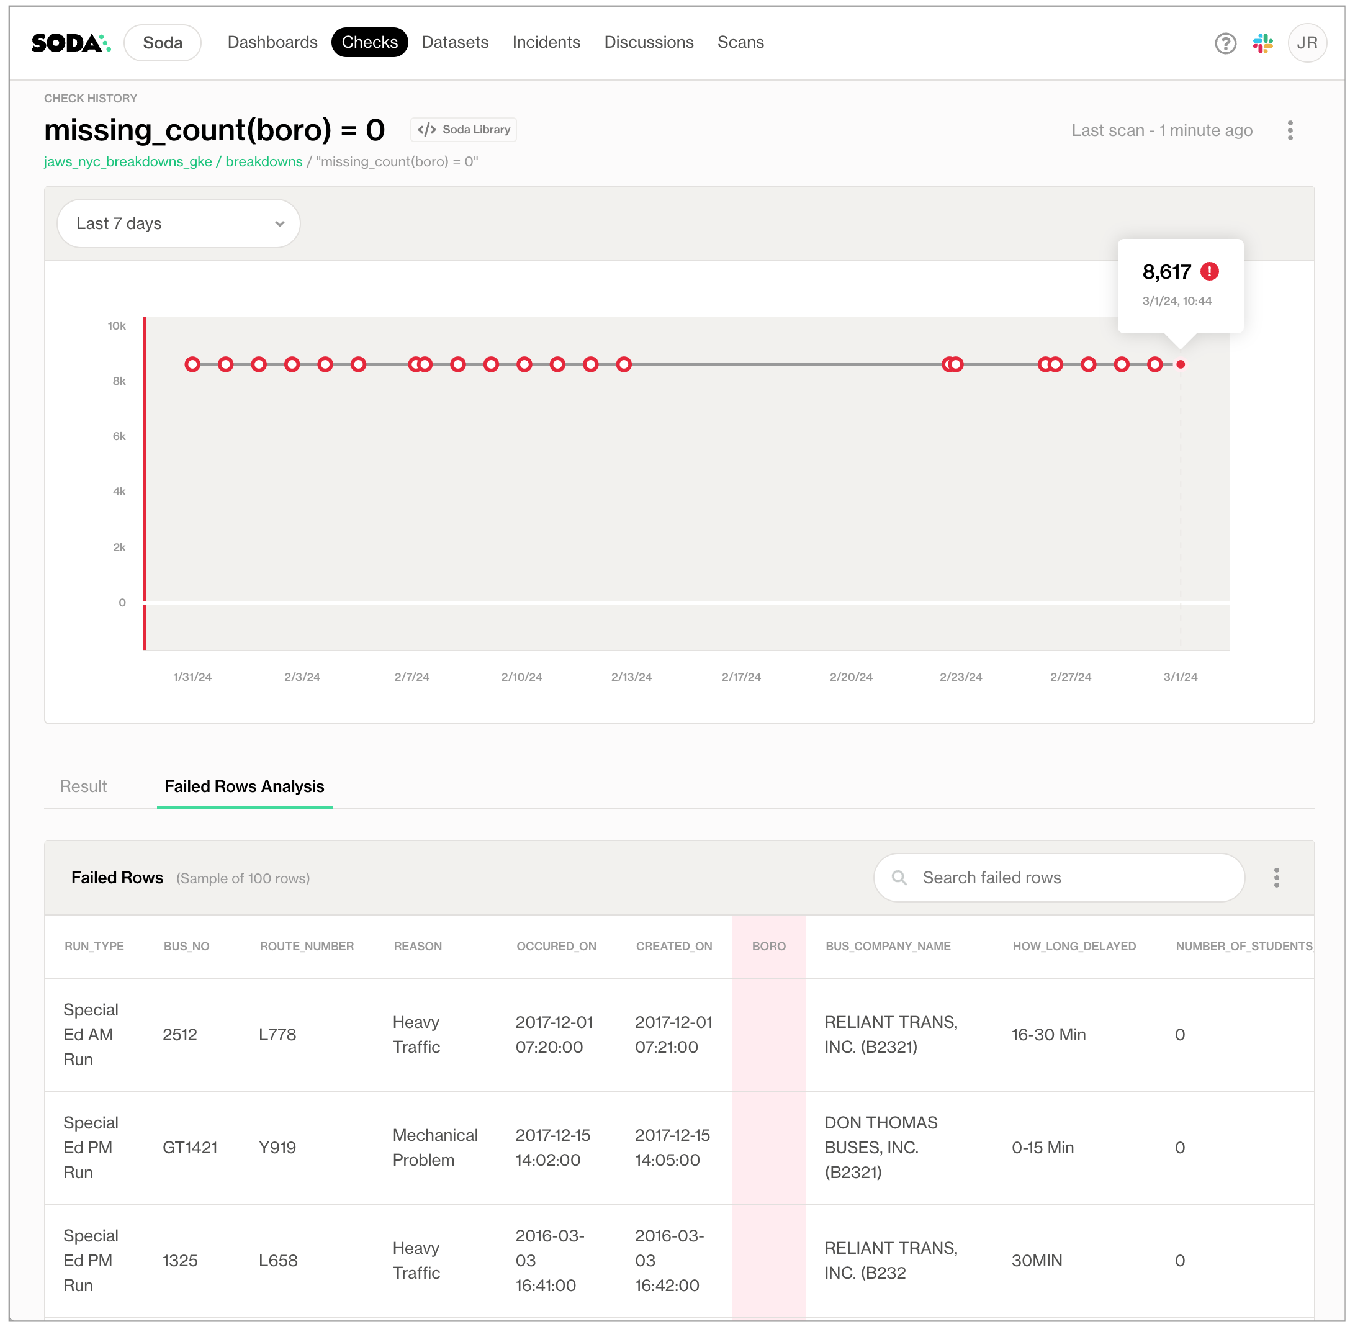 SODA Soda Dashboards Checks Datasets Incidents Discussions Scans ? JR
CHECK HISTORY
missing_count(boro) = 0 </> Soda Library Last scan - 1 minute ago
jaws_nyc_breakdowns_gke / breakdowns / "missing_count(boro) = 0"
Last 7 days
8,617 !
3/1/24, 10:44
10k
8k
6k
4k
2k
0
1/31/24 2/3/24 2/7/24 2/10/24 2/13/24 2/17/24 2/20/24 2/23/24 2/27/24 3/1/24
Result Failed Rows Analysis
Failed Rows (Sample of 100 rows) Search failed rows
RUN_TYPE BUS_NO ROUTE_NUMBER REASON OCCURED_ON CREATED_ON BORO BUS_COMPANY_NAME HOW_LONG_DELAYED NUMBER_OF_STUDENTS
Special
Ed AM
Run
2512
L778
Heavy
Traffic
2017-12-01
07:20:00
2017-12-01
07:21:00
RELIANT TRANS,
INC. (B2321)
16-30 Min
0
Special
Ed PM
Run
GT1421
Y919
Mechanical
Problem
2017-12-15
14:02:00
2017-12-15
14:05:00
DON THOMAS
BUSES, INC.
(B2321)
0-15 Min
0
Special
Ed PM
Run
1325
L658
Heavy
Traffic
2016-03-
03
16:41:00
2016-03-
03
16:42:00
RELIANT TRANS,
INC. (B232
30MIN
0